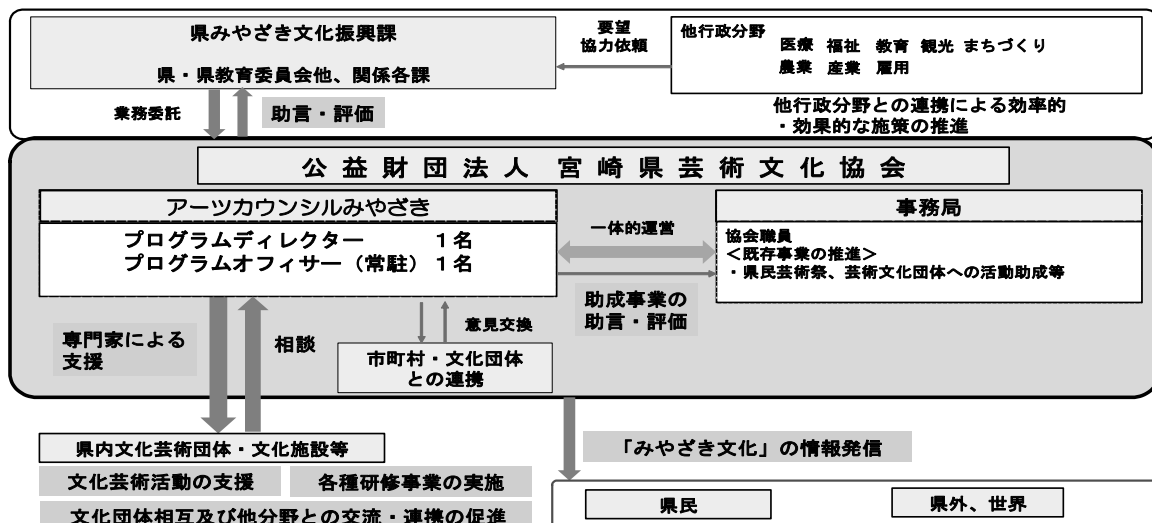 県みやざき文化振興課
県・県教育委員会他、関係各課
要望
協力依頼
他行政分野
医療 福祉 教育 観光 まちづくり
農業 産業 雇用
業務委託
助言・評価
他行政分野との連携による効率的
・効果的な施策の推進
公益財団法人 宮崎県芸術文化協会
アーツカウンシルみやざき
プログラムディレクター 1名
プログラムオフィサー（常駐） 1名
一体的運営
事務局
協会職員
＜既存事業の推進＞
・県民芸術祭、芸術文化団体への活動助成等
助成事業の
助言・評価
専門家による
支援
相談
意見交換
市町村・文化団体
との連携
県内文化芸術団体・文化施設等
文化芸術活動の支援
各種研修事業の実施
文化団体相互及び他分野との交流・連携の促進
「みやざき文化」の情報発信
県民
県外、世界